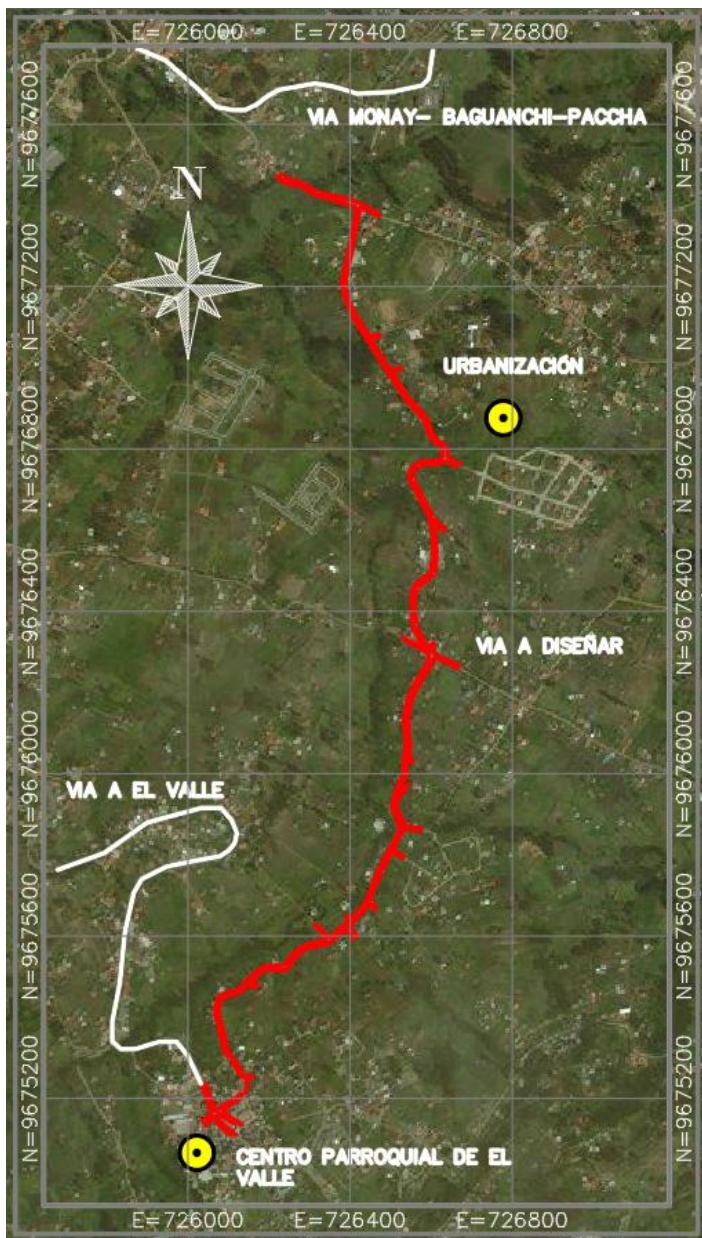 E=726000 E=726400 E=726800
N=9677600
N=9677600
VIA MONAY- BAGUANCHI-PACCHA
N
N=9677200
N=9677200
URBANIZACIÓN
N=9676800
N=9676800
N=9676400
N=9676400
VIA A DISEÑAR
N=9676000
N=9676000
VIA A EL VALLE
N=9675600
N=9675600
N=9675200
N=9675200
CENTRO PARROQUIAL DE EL
VALLE
E=726000 E=726400 E=726800